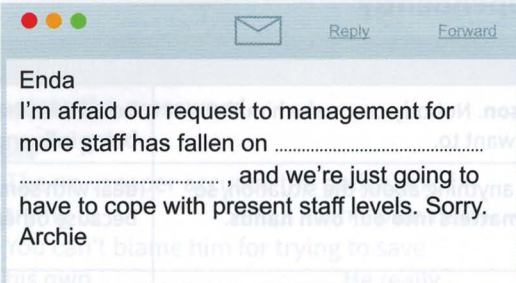 Reply Forward
Enda
I'm afraid our request to management for
more staff has fallen on ................................................
................................................ , and we're just going to
have to cope with present staff levels. Sorry.
Archie